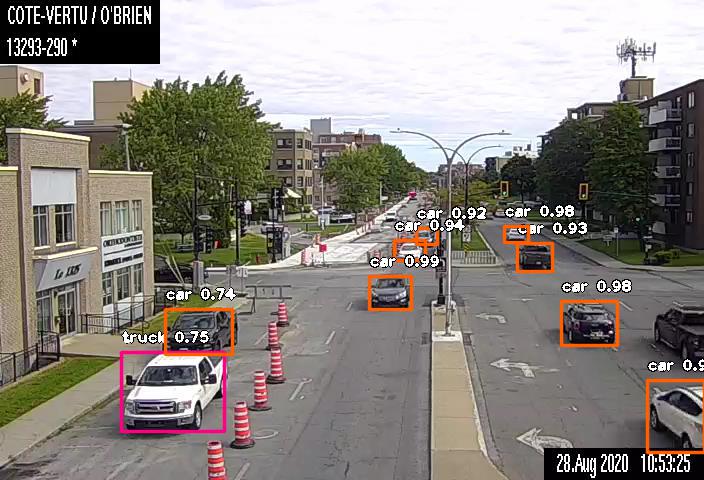 COTE-VERTU / O'BRIEN
13293-290 *
car 0.92
car 0.98
car 0.94
car 0.93
car 0.99
car 0.98
car 0.74
truck 0.75
car 0.9
Le 1375
28.Aug 2020 10:53:25